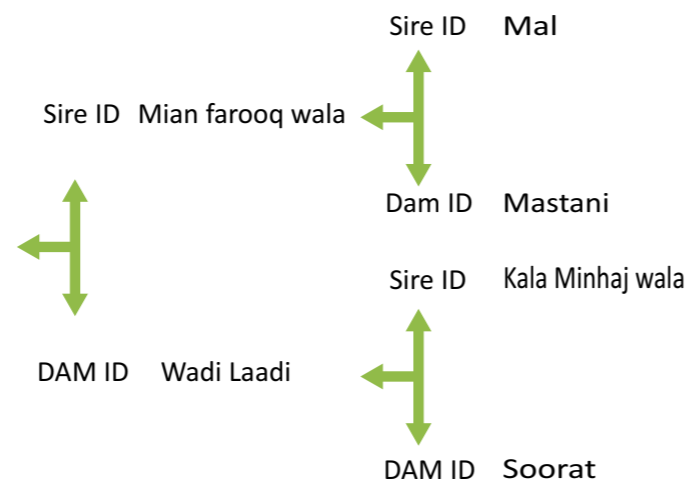 Sire ID Mal
Sire ID Mian farooq wala
Dam ID Mastani
Sire ID Kala Minhaj wala
DAM ID Wadi Laadi
DAM ID Soorat